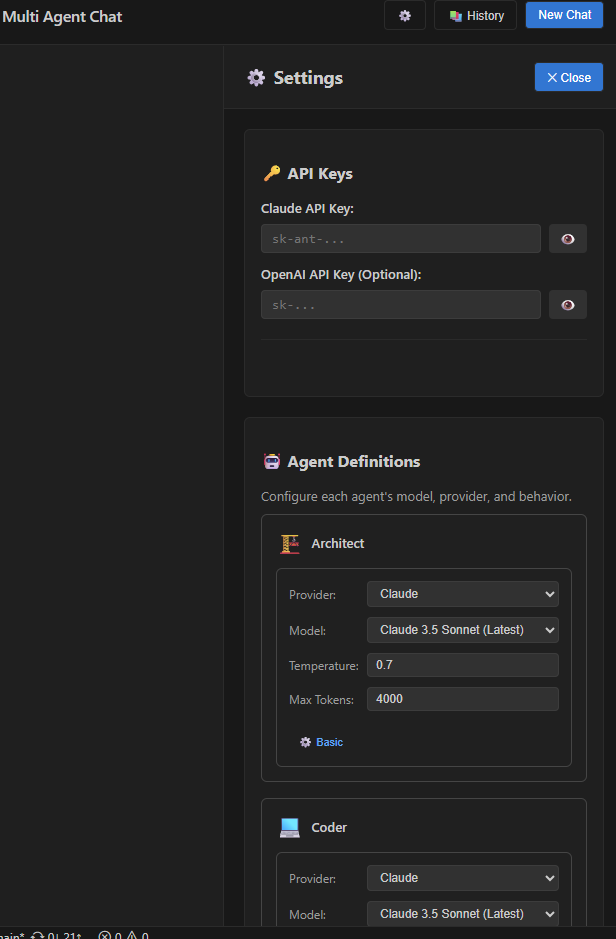 Multi Agent Chat
History
New Chat
Settings
Close
API Keys
Claude API Key:
sk-ant-...
OpenAI API Key (Optional):
sk-...
Agent Definitions
Configure each agent's model, provider, and behavior.
Architect
Provider: Claude
Model: Claude 3.5 Sonnet (Latest)
Temperature: 0.7
Max Tokens: 4000
Basic
Coder
Provider: Claude
Model: Claude 3.5 Sonnet (Latest)
0↓ 21↑ 0 0